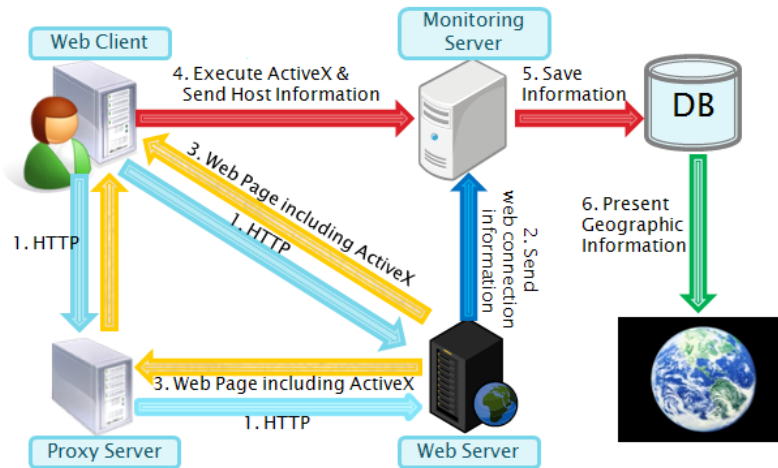 Web Client
Monitoring
Server
4. Execute ActiveX &
Send Host Information
5. Save
Information
DB
3. Web Page including ActiveX
1. HTTP
1. HTTP
2. Send
web connection
information
6. Present
Geographic
Information
3. Web Page including ActiveX
1. HTTP
Proxy Server
Web Server